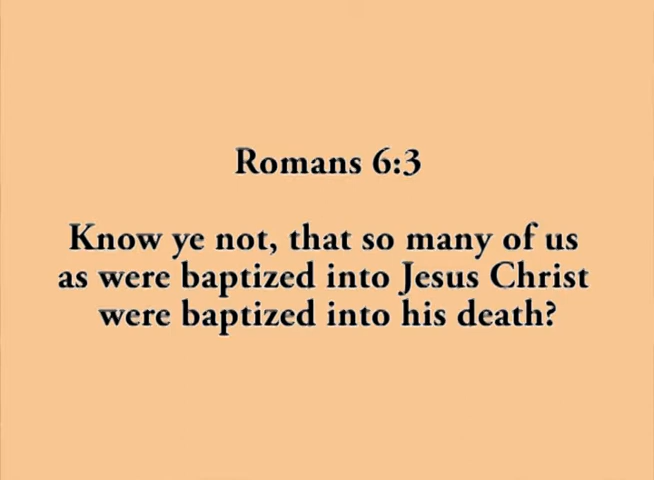 Romans 6:3
Know ye not, that so many of us
as were baptized into Jesus Christ
were baptized into his death?